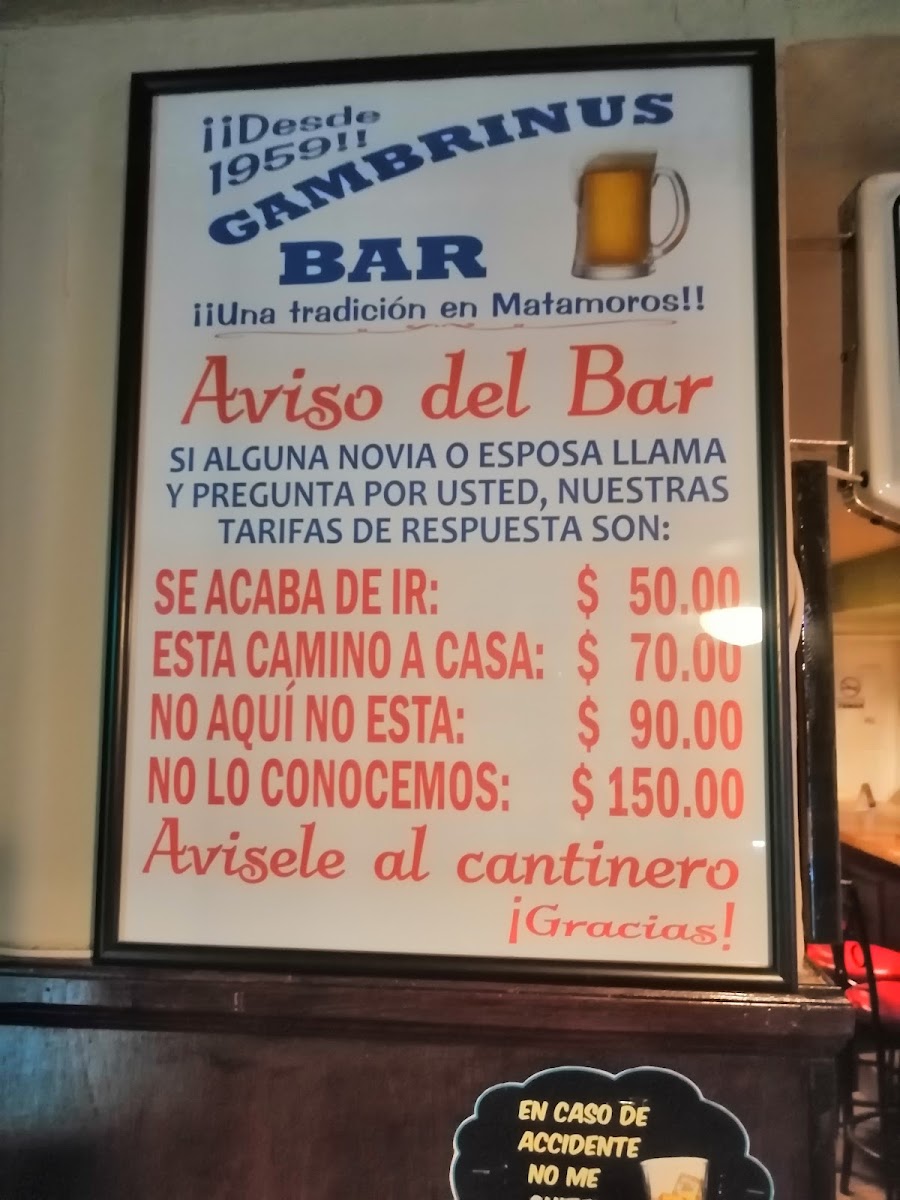 ¡¡Desde
1959!!
GAMBRINUS
BAR
¡¡Una tradición en Matamoros!!
Aviso del Bar
SI ALGUNA NOVIA O ESPOSA LLAMA
Y PREGUNTA POR USTED, NUESTRAS
TARIFAS DE RESPUESTA SON:
SE ACABA DE IR: $ 50.00
ESTA CAMINO A CASA: $ 70.00
NO AQUÍ NO ESTA: $ 90.00
NO LO CONOCEMOS: $ 150.00
Avisele al cantinero
¡Gracias!
EN CASO DE
ACCIDENTE
NO ME